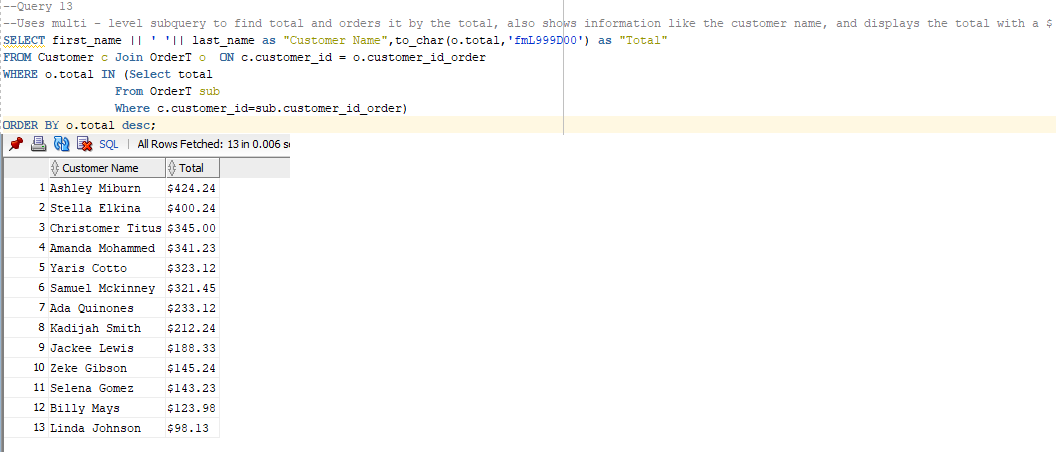 --Query 13
--Uses multi - level subquery to find total and orders it by the total, also shows information like the customer name, and displays the total with a $
SELECT first_name || ' '|| last_name as "Customer Name",to_char(o.total,'fmL999D00') as "Total"
FROM Customer c Join OrderT o ON c.customer_id = o.customer_id_order
WHERE o.total IN (Select total
From OrderT sub
Where c.customer_id=sub.customer_id_order)
ORDER BY o.total desc;
SQL | All Rows Fetched: 13 in 0.006 se
Customer Name Total
1 Ashley Miburn $424.24
2 Stella Elkina $400.24
3 Christomer Titus $345.00
4 Amanda Mohammed $341.23
5 Yaris Cotto $323.12
6 Samuel Mckinney $321.45
7 Ada Quinones $233.12
8 Kadijah Smith $212.24
9 Jackee Lewis $188.33
10 Zeke Gibson $145.24
11 Selena Gomez $143.23
12 Billy Mays $123.98
13 Linda Johnson $98.13